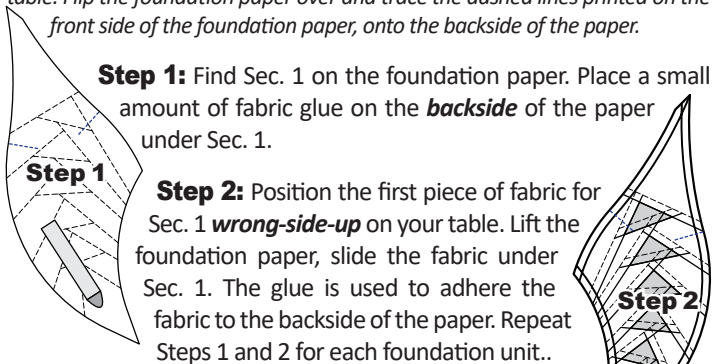 table. Flip the foundation paper over and trace the dashed lines printed on the
front side of the foundation paper, onto the backside of the paper.
Step 1: Find Sec. 1 on the foundation paper. Place a small
amount of fabric glue on the backside of the paper
under Sec. 1.
Step 1
Step 2: Position the first piece of fabric for
Sec. 1 wrong-side-up on your table. Lift the
foundation paper, slide the fabric under
Sec. 1. The glue is used to adhere the
fabric to the backside of the paper. Repeat
Steps 1 and 2 for each foundation unit..
Step 2